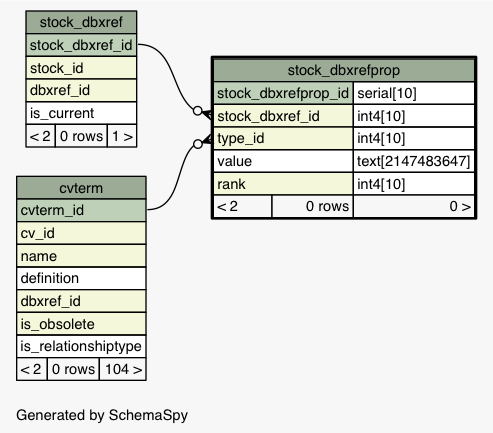 stock_dbxref
stock_dbxref_id
stock_id
dbxref_id
is_current
< 2 0 rows 1 >
stock_dbxrefprop
stock_dbxrefprop_id serial[10]
stock_dbxref_id int4[10]
type_id int4[10]
value text[2147483647]
rank int4[10]
< 2 0 rows 0 >
cvterm
cvterm_id
cv_id
name
definition
dbxref_id
is_obsolete
is_relationshiptype
< 2 0 rows 104 >
Generated by SchemaSpy